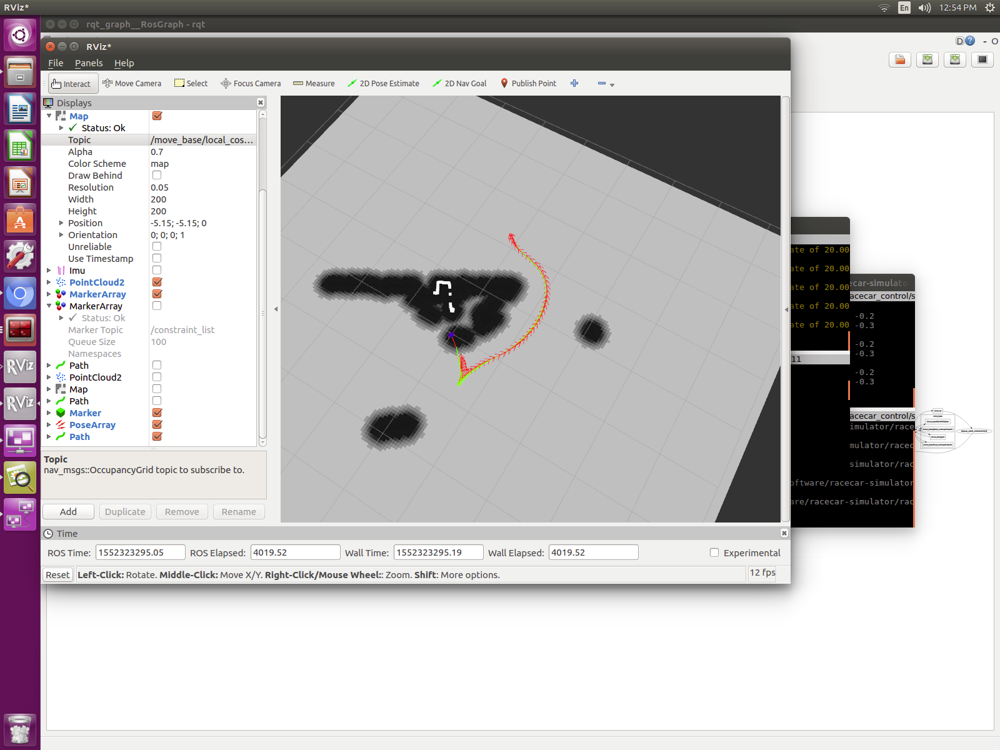 RViz*
En
12:54 PM
rqt_graph__RosGraph - rqt
D
- O
RViz*
File Panels Help
Interact Move Camera Select Focus Camera Measure 2D Pose Estimate 2D Nav Goal Publish Point
Displays
Map
Status: Ok
Topic /move_base/local_cos...
Alpha 0.7
Color Scheme map
Draw Behind
Resolution 0.05
Width 200
Height 200
Position -5.15; -5.15; 0
Orientation 0; 0; 0; 1
Unreliable
Use Timestamp
Imu
PointCloud2
MarkerArray
MarkerArray
Status: Ok
Marker Topic /constraint_list
Queue Size 100
Namespaces
Path
PointCloud2
Map
Path
Marker
PoseArray
Path
Topic
nav_msgs::OccupancyGrid topic to subscribe to.
Add Duplicate Remove Rename
Time
ROS Time: 1552323295.05 ROS Elapsed: 4019.52 Wall Time: 1552323295.19 Wall Elapsed: 4019.52 Experimental
Reset Left-Click: Rotate. Middle-Click: Move X/Y. Right-Click/Mouse Wheel:: Zoom. Shift: More options. 12 fps
RViz
RViz
ate of 20.00
ate of 20.00
ate of 20.00
ate of 20.00
ate of 20.00
11
ecar-simulato
acecar_control/s
-0.2
-0.3
-0.2
-0.3
-0.2
-0.3
acecar_control/s
imulator/race
mulator/racec
simulator/rac
oftware/racecar-simulator
are/racecar-simulator/rac